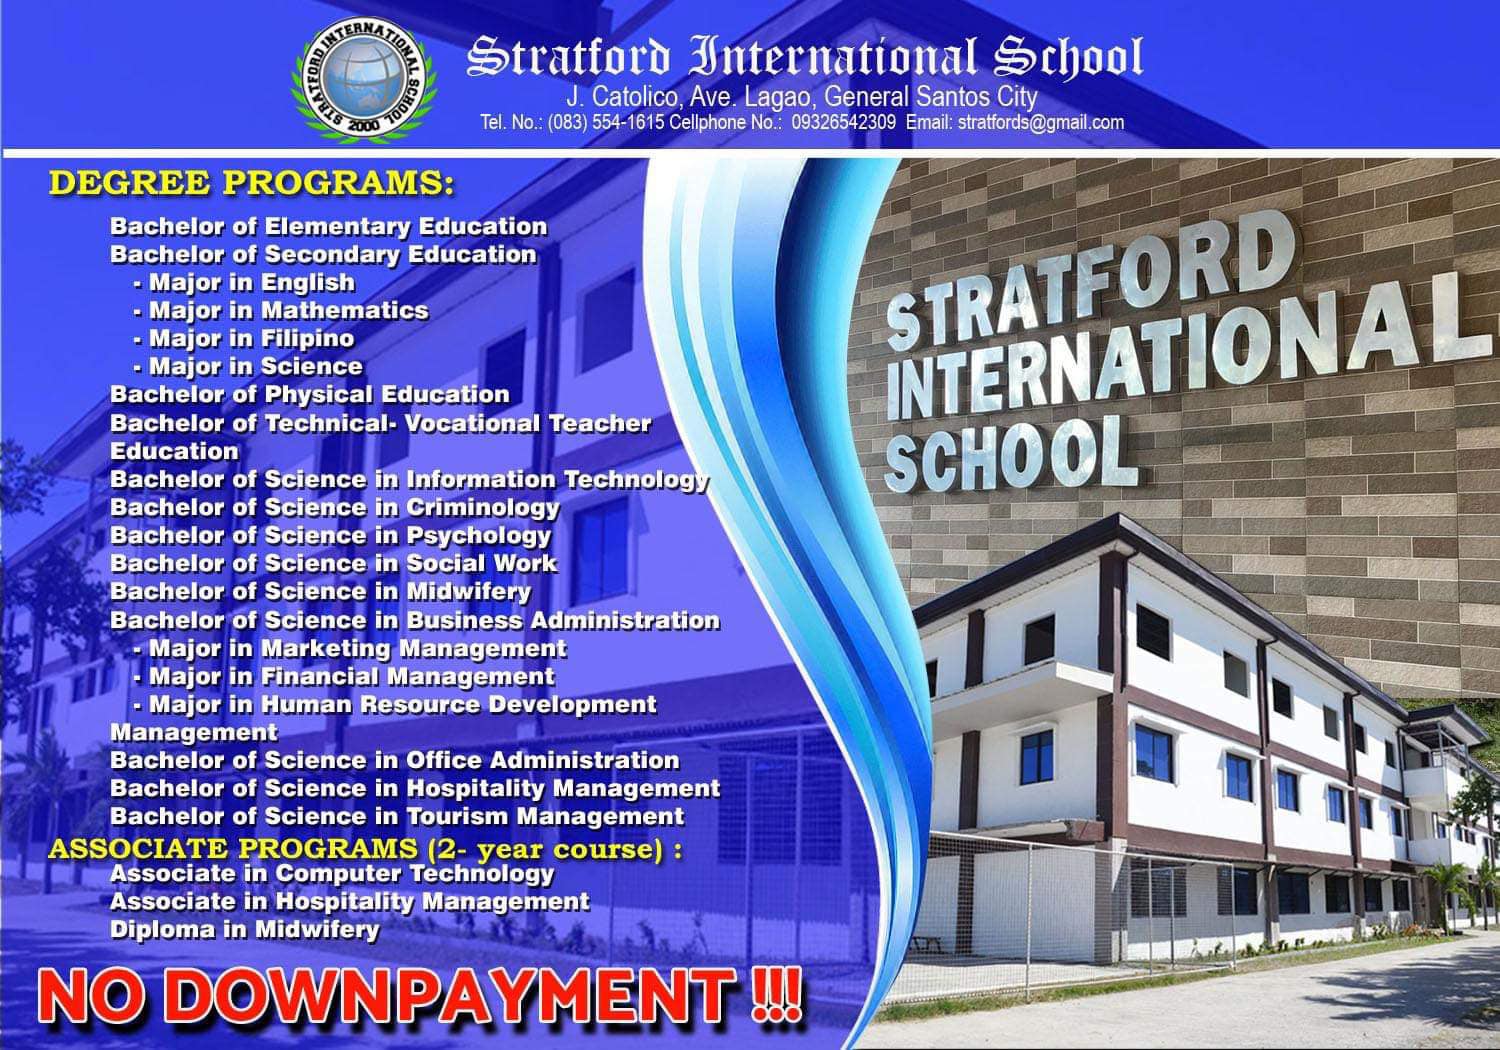 STRATFORD INTERNATIONAL SCHOOL
2000
Stratford International School
J. Catolico, Ave. Lagao, General Santos City
Tel. No.: (083) 554-1615 Cellphone No.: 09326542309 Email: stratfords@gmail.com
DEGREE PROGRAMS:
Bachelor of Elementary Education
Bachelor of Secondary Education
- Major in English
- Major in Mathematics
- Major in Filipino
- Major in Science
Bachelor of Physical Education
Bachelor of Technical- Vocational Teacher
Education
Bachelor of Science in Information Technology
Bachelor of Science in Criminology
Bachelor of Science in Psychology
Bachelor of Science in Social Work
Bachelor of Science in Midwifery
Bachelor of Science in Business Administration
- Major in Marketing Management
- Major in Financial Management
- Major in Human Resource Development
Management
Bachelor of Science in Office Administration
Bachelor of Science in Hospitality Management
Bachelor of Science in Tourism Management
ASSOCIATE PROGRAMS (2- year course) :
Associate in Computer Technology
Associate in Hospitality Management
Diploma in Midwifery
NO DOWNPAYMENT !!!
STRATFORD
INTERNATIONAL
SCHOOL